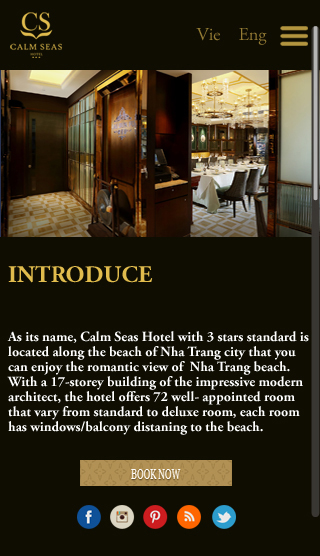 CS
CALM SEAS
HOTEL
Vie Eng
INTRODUCE
As its name, Calm Seas Hotel with 3 stars standard is
located along the beach of Nha Trang city that you
can enjoy the romantic view of Nha Trang beach.
With a 17-storey building of the impressive modern
architect, the hotel offers 72 well- appointed room
that vary from standard to deluxe room, each room
has windows/balcony distaning to the beach.
BOOK NOW